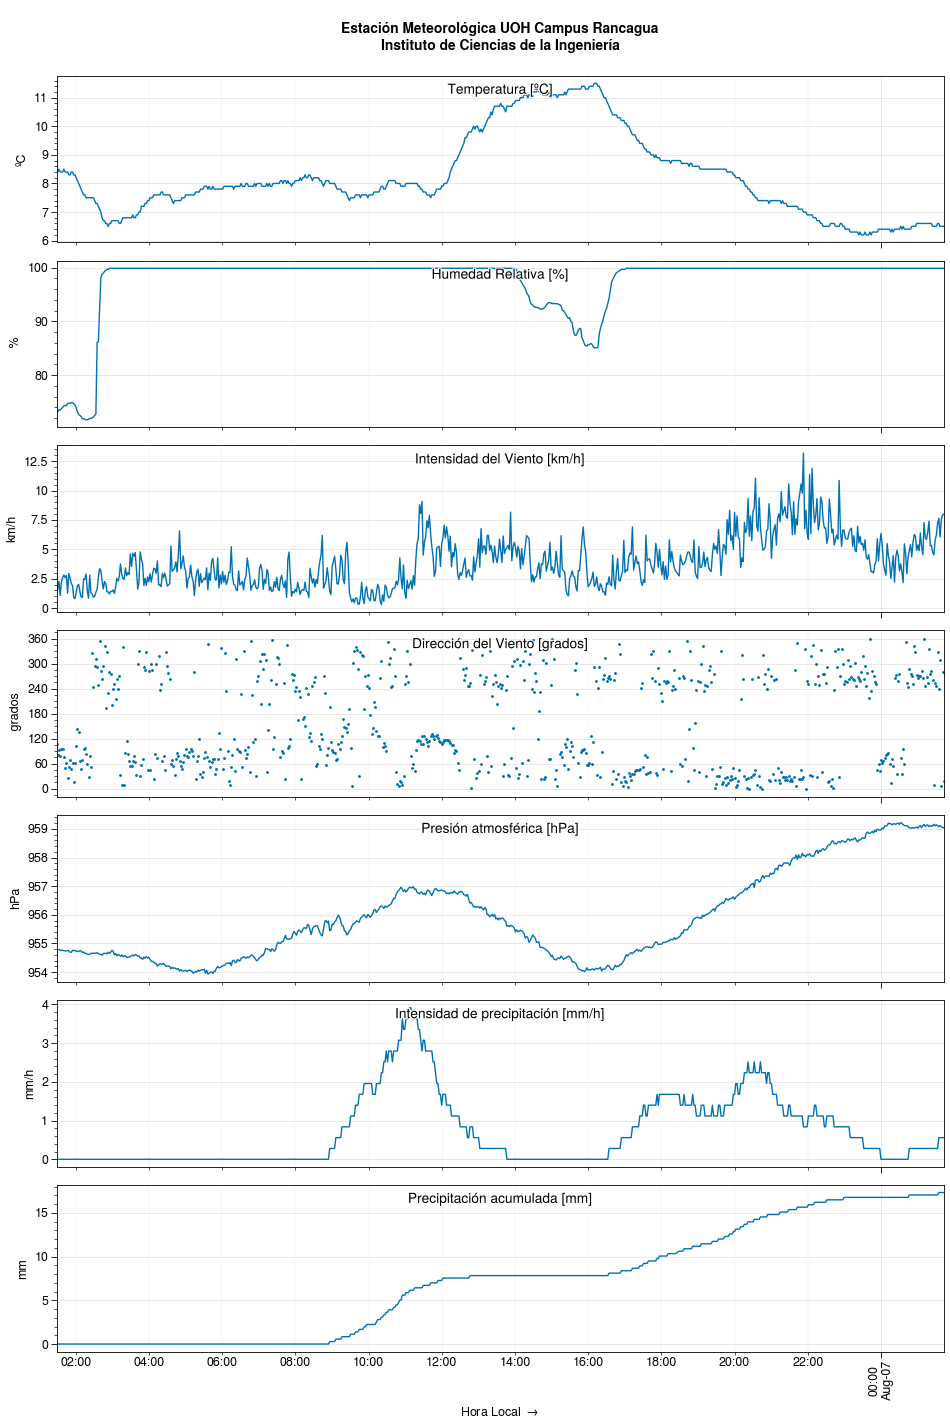 Estación Meteorológica UOH Campus Rancagua
Instituto de Ciencias de la Ingeniería
Temperatura [ºC]
ºC
11
10
9
8
7
6
Humedad Relativa [%]
%
100
90
80
Intensidad del Viento [km/h]
km/h
12.5
10
7.5
5
2.5
0
Dirección del Viento [grados]
grados
360
300
240
180
120
60
0
Presión atmosférica [hPa]
hPa
959
958
957
956
955
954
Intensidad de precipitación [mm/h]
mm/h
4
3
2
1
0
Precipitación acumulada [mm]
mm
15
10
5
0
02:00 04:00 06:00 08:00 10:00 12:00 14:00 16:00 18:00 20:00 22:00 00:00
Aug-07
Hora Local →